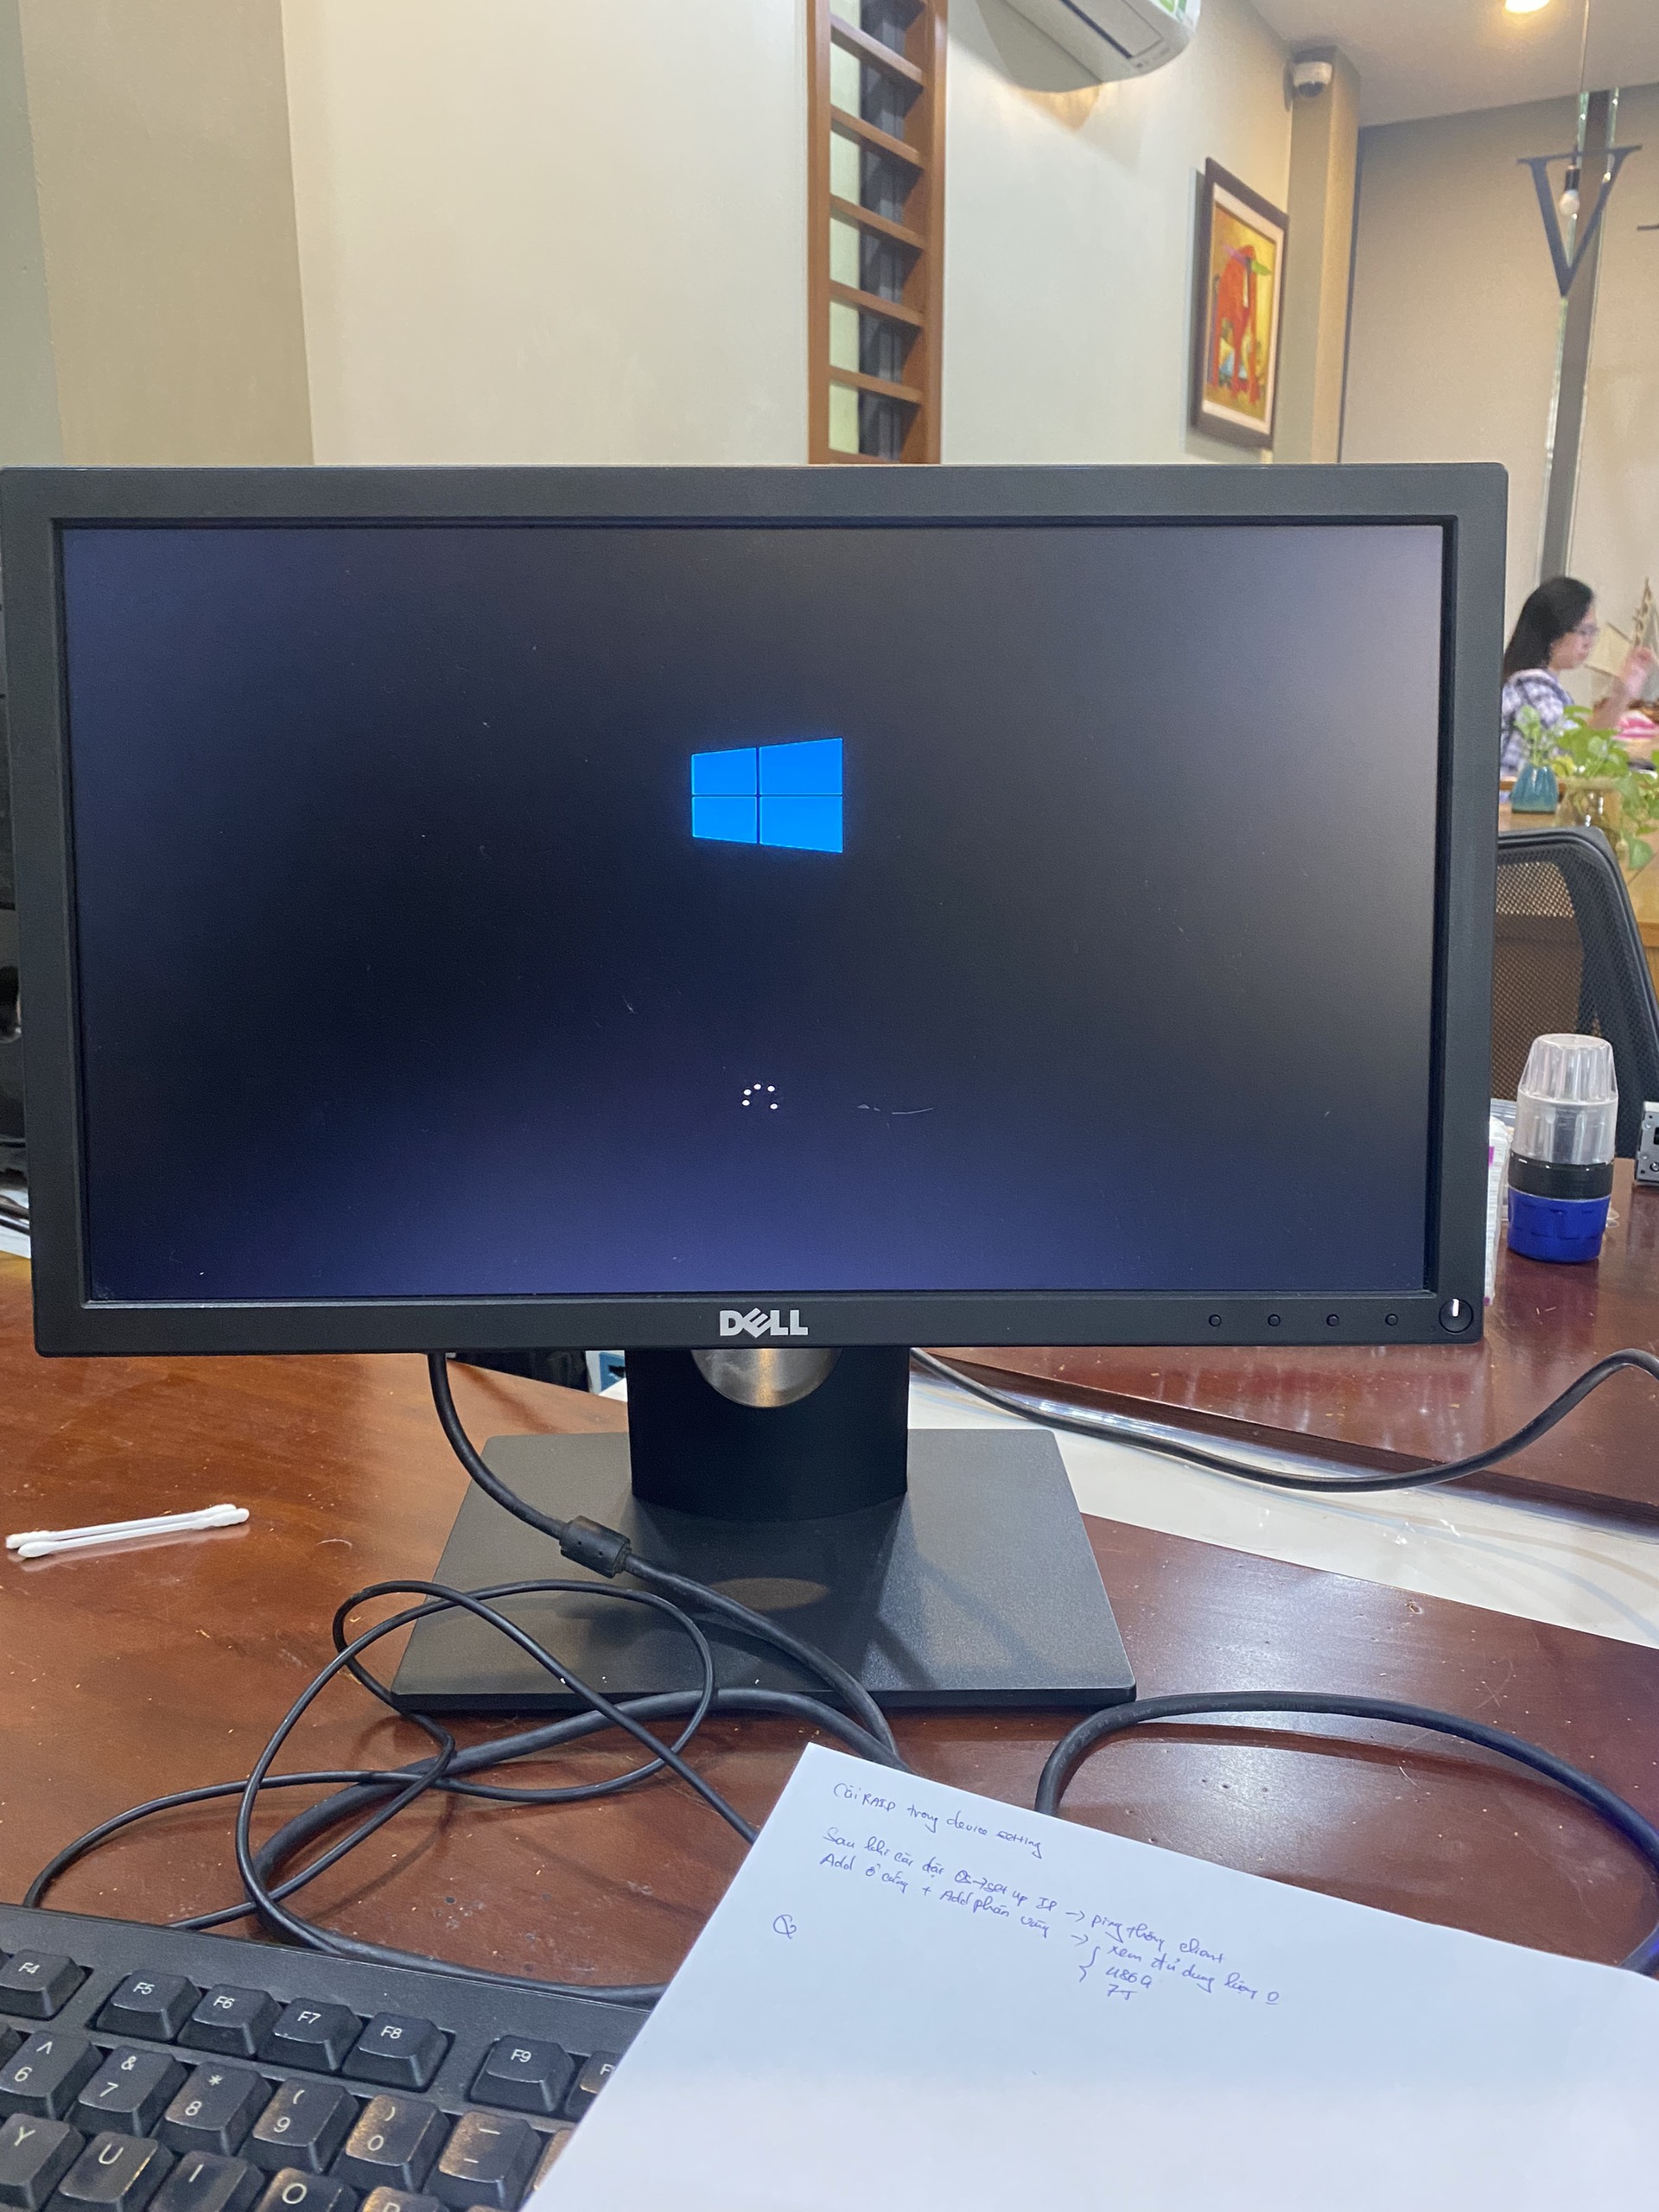 V
DELL
Cài RAID trong device setting
Sau khi cài đặt OS → set up IP → ping thông client
Add ổ cứng + Add phân vùng → xem đủ dung lượng ổ
486G
7T
F4 F5 F6 F7 F8 F9
^ & * ( ) —
6 7 8 9 0 -
Y U I O P